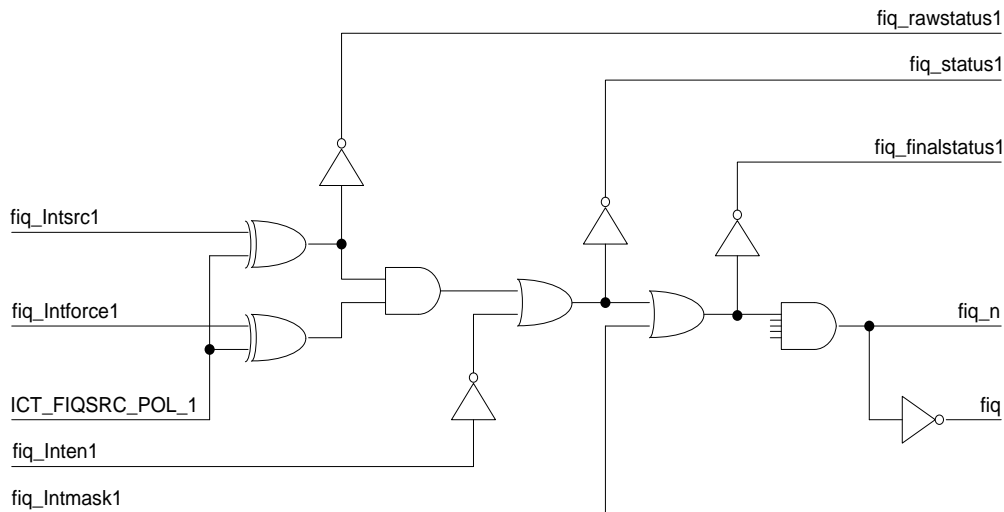 fiq_rawstatus1
fiq_status1
fiq_finalstatus1
fiq_Intsrc1
fiq_Intforce1
fiq_n
ICT_FIQSRC_POL_1
fiq
fiq_Inten1
fiq_Intmask1